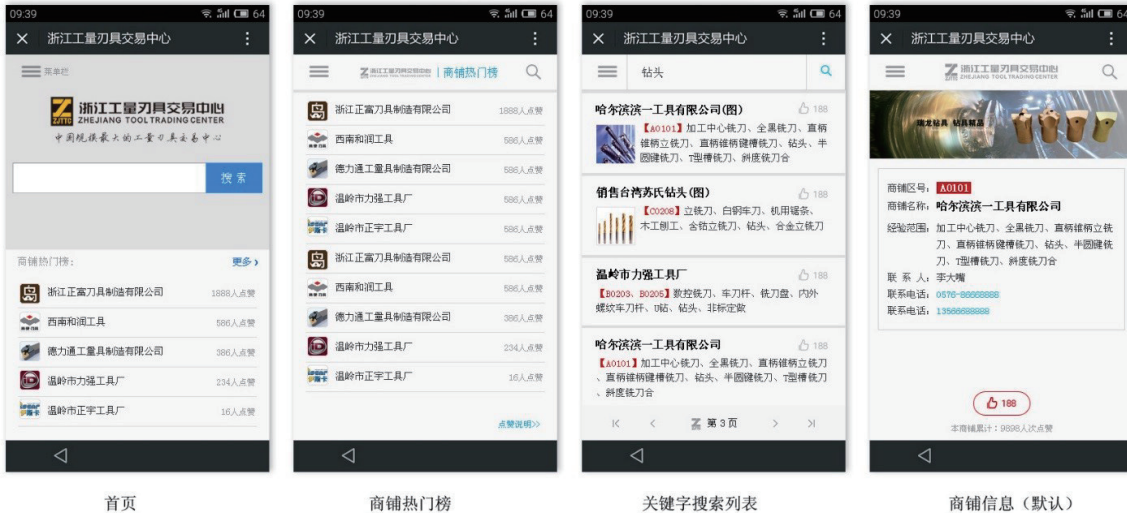 09:39
64
浙江工量刃具交易中心
菜单栏
浙江工量刃具交易中心
ZJTTC ZHEJIANG TOOL TRADING CENTER
中国规模最大的工量刃具交易中心
搜 索
商铺热门榜：
更多
浙江正富刀具制造有限公司
1888人点赞
西南和润工具
586人点赞
德力通工量具制造有限公司
386人点赞
温岭市力强工具厂
234人点赞
温岭市正宇工具厂
16人点赞
首页
09:39
64
浙江工量刃具交易中心
浙江工量刃具交易中心
ZHEJIANG TOOL TRADING CENTER
商铺热门榜
浙江正富刀具制造有限公司
1888人点赞
西南和润工具
586人点赞
德力通工量具制造有限公司
586人点赞
温岭市力强工具厂
586人点赞
温岭市正宇工具厂
586人点赞
浙江正富刀具制造有限公司
586人点赞
西南和润工具
586人点赞
德力通工量具制造有限公司
386人点赞
温岭市力强工具厂
234人点赞
温岭市正宇工具厂
16人点赞
点赞说明>>
商铺热门榜
09:39
64
浙江工量刃具交易中心
钻头
哈尔滨滨一工具有限公司(图)
188
【A0101】加工中心铣刀、全黑铣刀、直柄
锥柄立铣刀、直柄锥柄键槽铣刀、钻头、半
圆键铣刀、T型槽铣刀、斜度铣刀合
销售台湾苏氏钻头(图)
188
【C0208】立铣刀、白钢车刀、机用锯条、
木工刨工、含钴立铣刀、钻头、合金立铣刀
温岭市力强工具厂
188
【B0203、B0205】数控铣刀、车刀杆、铣刀盘、内外
螺纹车刀杆、U钻、钻头、非标定做
哈尔滨滨一工具有限公司
188
【A0101】加工中心铣刀、全黑铣刀、直柄锥柄立铣刀
、直柄锥柄键槽铣刀、钻头、半圆键铣刀、T型槽铣刀
、斜度铣刀合
第 3 页
关键字搜索列表
09:39
64
浙江工量刃具交易中心
浙江工量刃具交易中心
ZHEJIANG TOOL TRADING CENTER
瑞龙钻具 钻具精品
商铺区号： A0101
商铺名称： 哈尔滨滨一工具有限公司
经验范围： 加工中心铣刀、全黑铣刀、直柄锥柄立铣
刀、直柄锥柄键槽铣刀、钻头、半圆键铣
刀、T型槽铣刀、斜度铣刀合
联 系 人： 李大嘴
联系电话： 0576-86668888
联系电话： 13566688888
188
本商铺累计：9898人次点赞
商铺信息（默认）